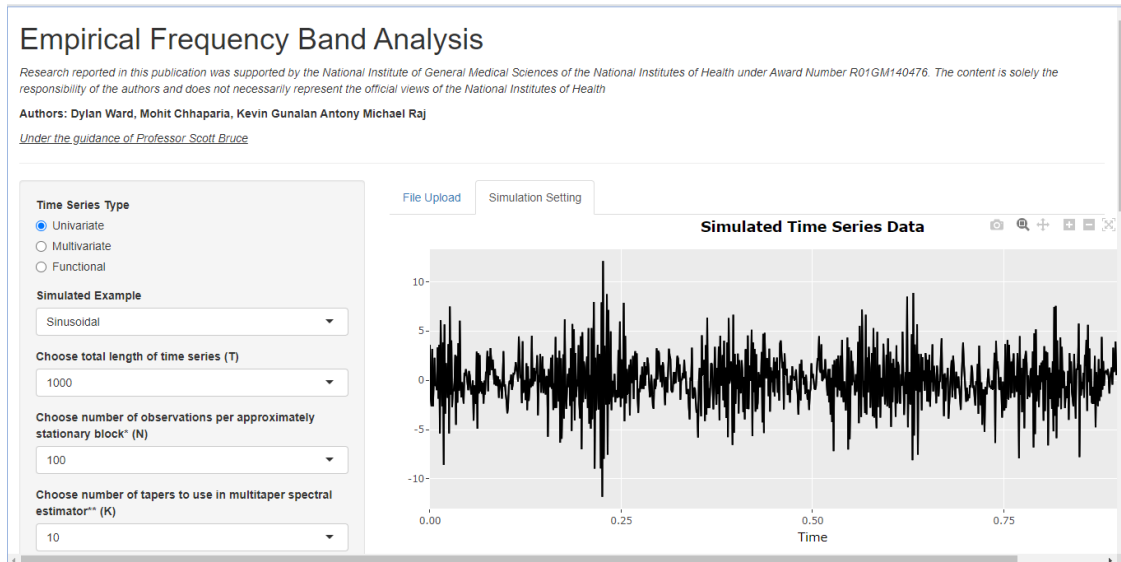 Empirical Frequency Band Analysis
Research reported in this publication was supported by the National Institute of General Medical Sciences of the National Institutes of Health under Award Number R01GM140476. The content is solely the
responsibility of the authors and does not necessarily represent the official views of the National Institutes of Health
Authors: Dylan Ward, Mohit Chhaparia, Kevin Gunalan Antony Michael Raj
Under the guidance of Professor Scott Bruce
Time Series Type
Univariate
Multivariate
Functional
Simulated Example
Sinusoidal
Choose total length of time series (T)
1000
Choose number of observations per approximately
stationary block* (N)
100
Choose number of tapers to use in multitaper spectral
estimator** (K)
10
File Upload
Simulation Setting
Simulated Time Series Data
10
5
0
-5
-10
0.00
0.25
0.50
0.75
Time